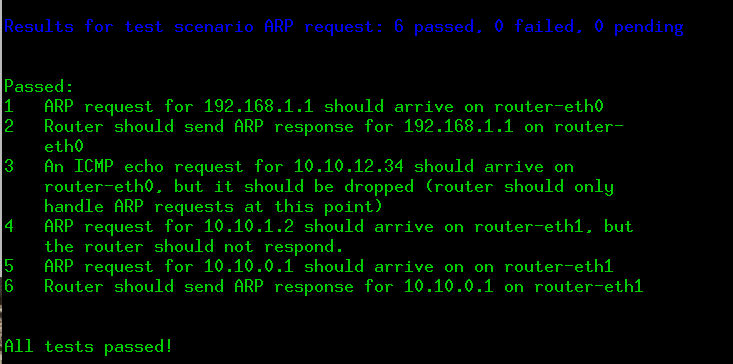 Results for test scenario ARP request: 6 passed, 0 failed, 0 pending
Passed:
1 ARP request for 192.168.1.1 should arrive on router-eth0
2 Router should send ARP response for 192.168.1.1 on router-
eth0
3 An ICMP echo request for 10.10.12.34 should arrive on
router-eth0, but it should be dropped (router should only
handle ARP requests at this point)
4 ARP request for 10.10.1.2 should arrive on router-eth1, but
the router should not respond.
5 ARP request for 10.10.0.1 should arrive on on router-eth1
6 Router should send ARP response for 10.10.0.1 on router-eth1
All tests passed!